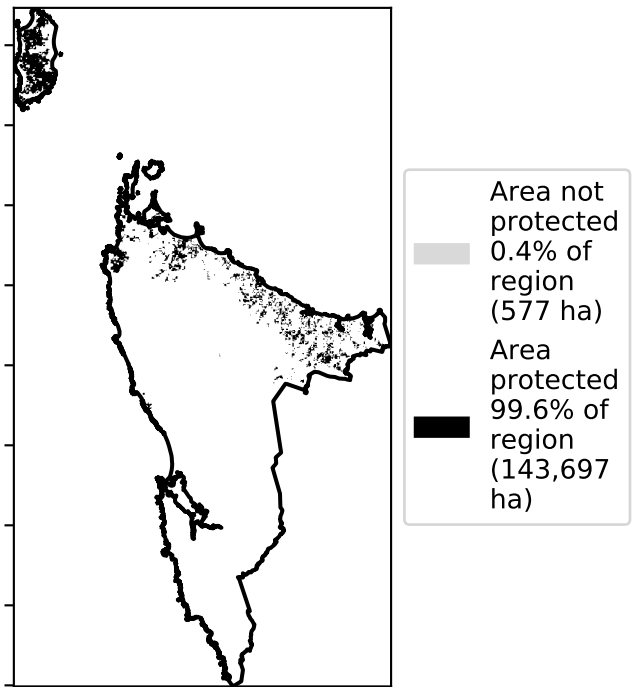 Area not
protected
0.4% of
region
(577 ha)
Area
protected
99.6% of
region
(143,697
ha)